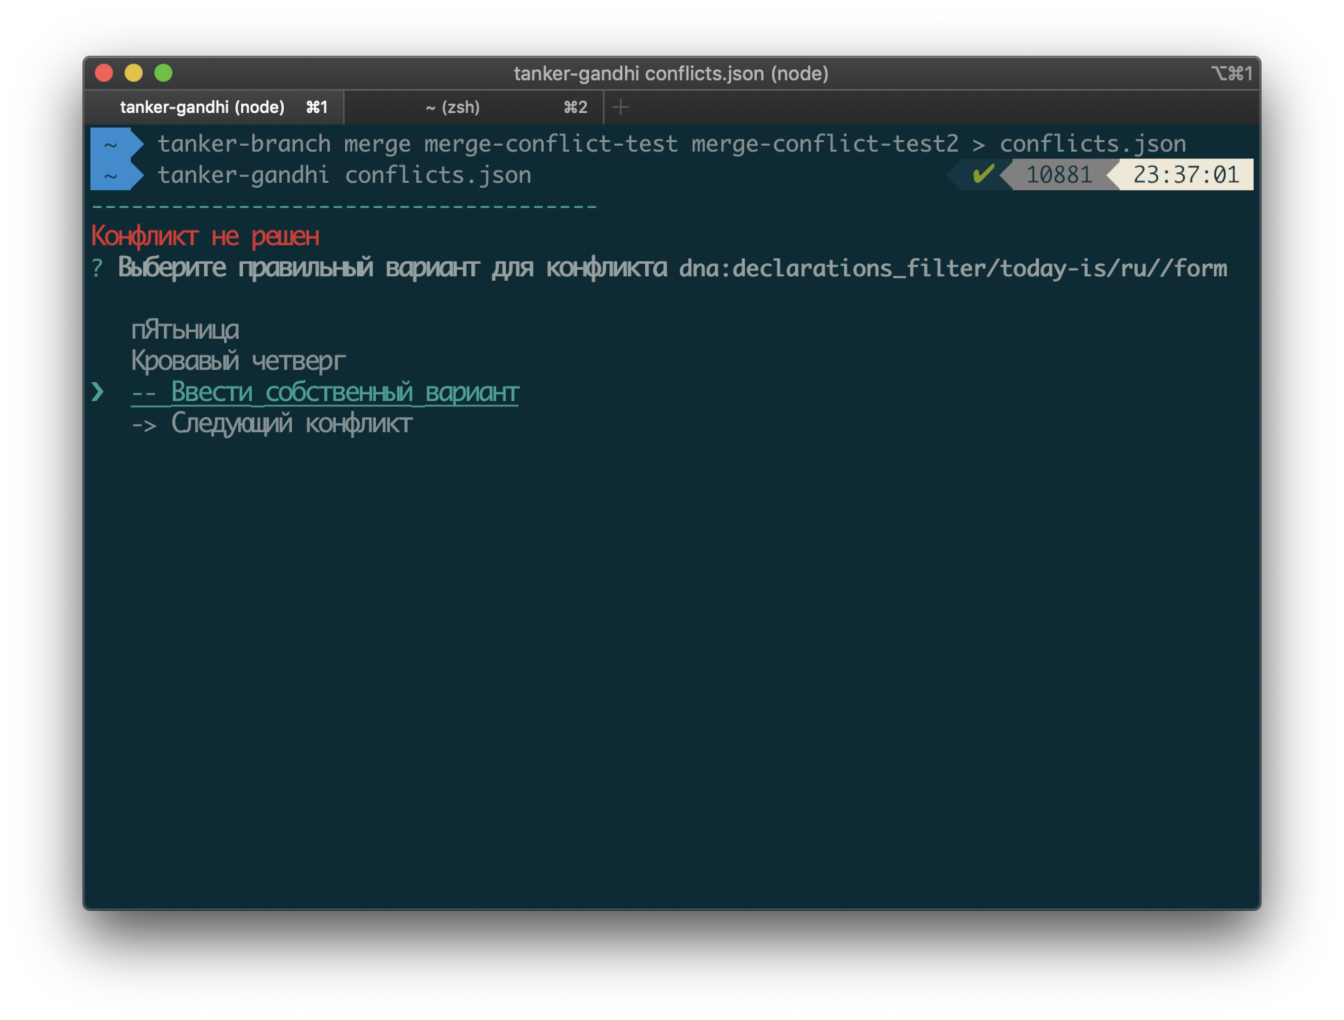 tanker-gandhi conflicts.json (node) ⌥⌘1
tanker-gandhi (node) ⌘1 ~ (zsh) ⌘2 +
~ tanker-branch merge merge-conflict-test merge-conflict-test2 > conflicts.json
~ tanker-gandhi conflicts.json ✔ 10881 23:37:01
--------------------------------------
Конфликт не решен
? Выберите правильный вариант для конфликта dna:declarations_filter/today-is/ru//form
пЯтьница
Кровавый четверг
❯ -- Ввести собственный вариант
-> Следующий конфликт